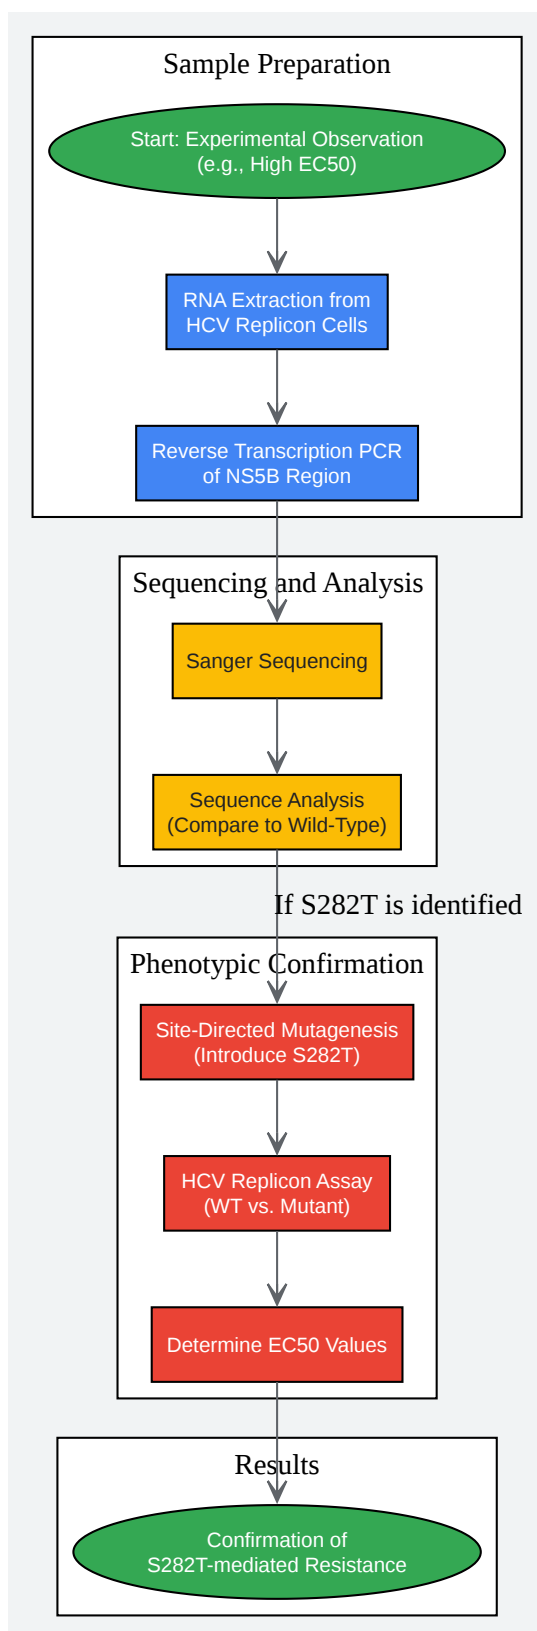 Sample Preparation
Start: Experimental Observation
(e.g., High EC50)
RNA Extraction from
HCV Replicon Cells
Reverse Transcription PCR
of NS5B Region
Sequencing and Analysis
Sanger Sequencing
Sequence Analysis
(Compare to Wild-Type)
If S282T is identified
Phenotypic Confirmation
Site-Directed Mutagenesis
(Introduce S282T)
HCV Replicon Assay
(WT vs. Mutant)
Determine EC50 Values
Results
Confirmation of
S282T-mediated Resistance